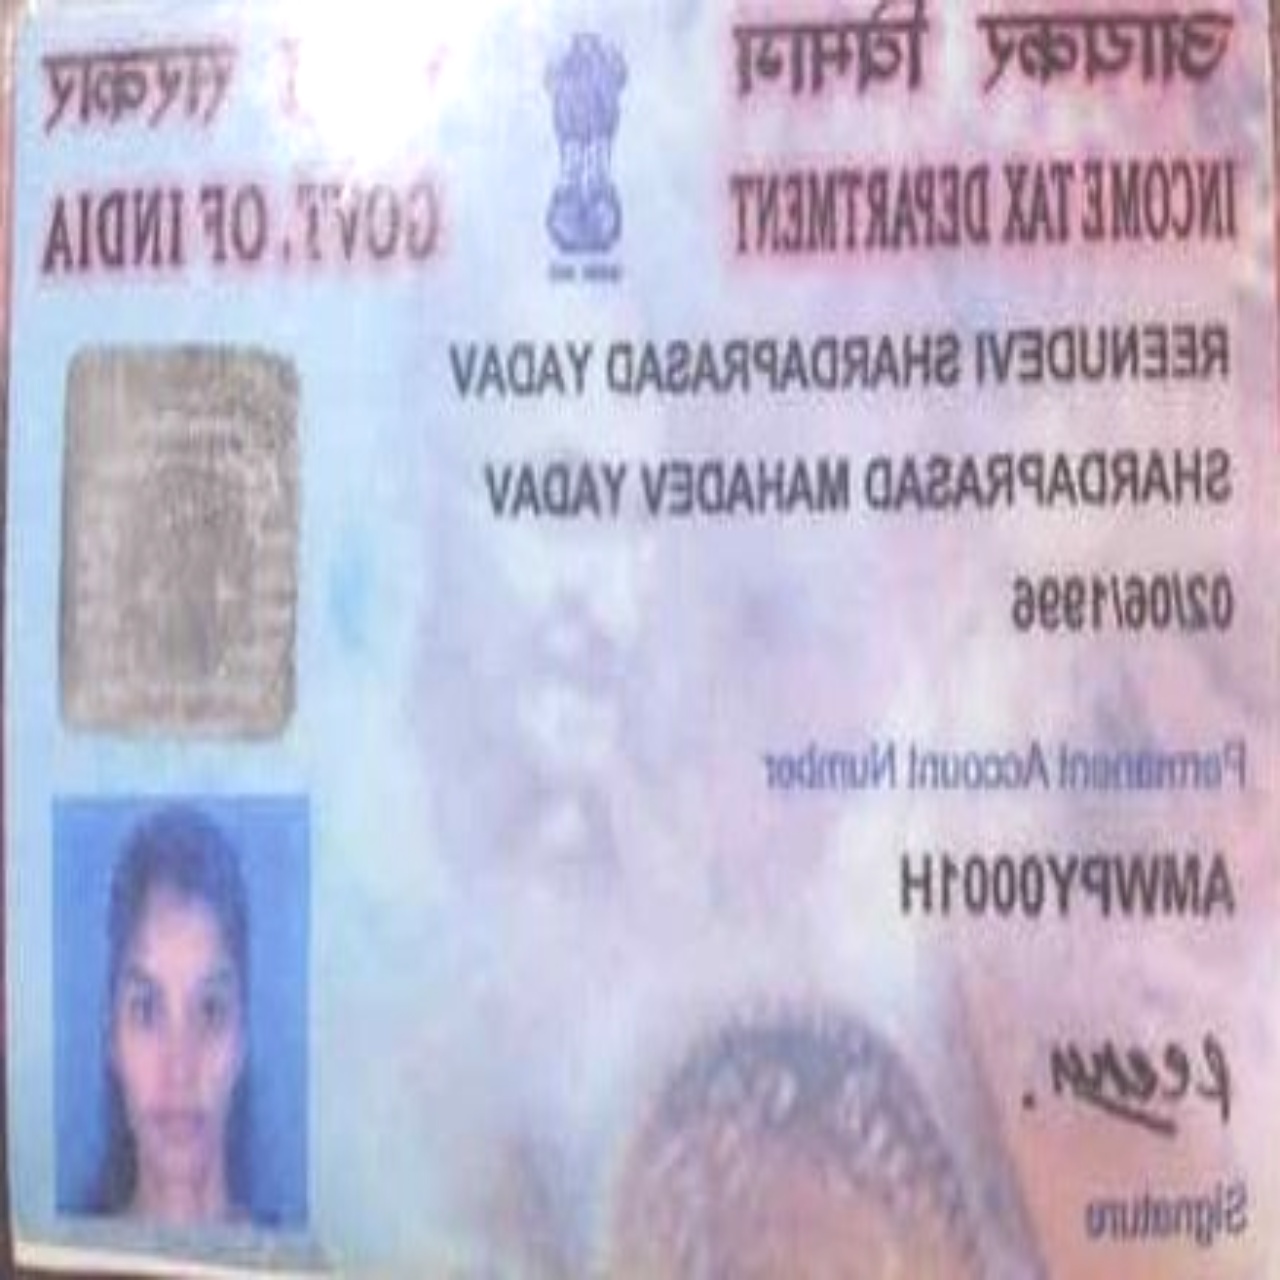 आयकर विभाग
INCOME TAX DEPARTMENT
सरकार
GOVT. OF INDIA
REENUDEVI SHARDAPRASAD YADAV
SHARDAPRASAD MAHADEV YADAV
02/06/1996
Permanent Account Number
AMWPY0001H
Reenu.
Signature